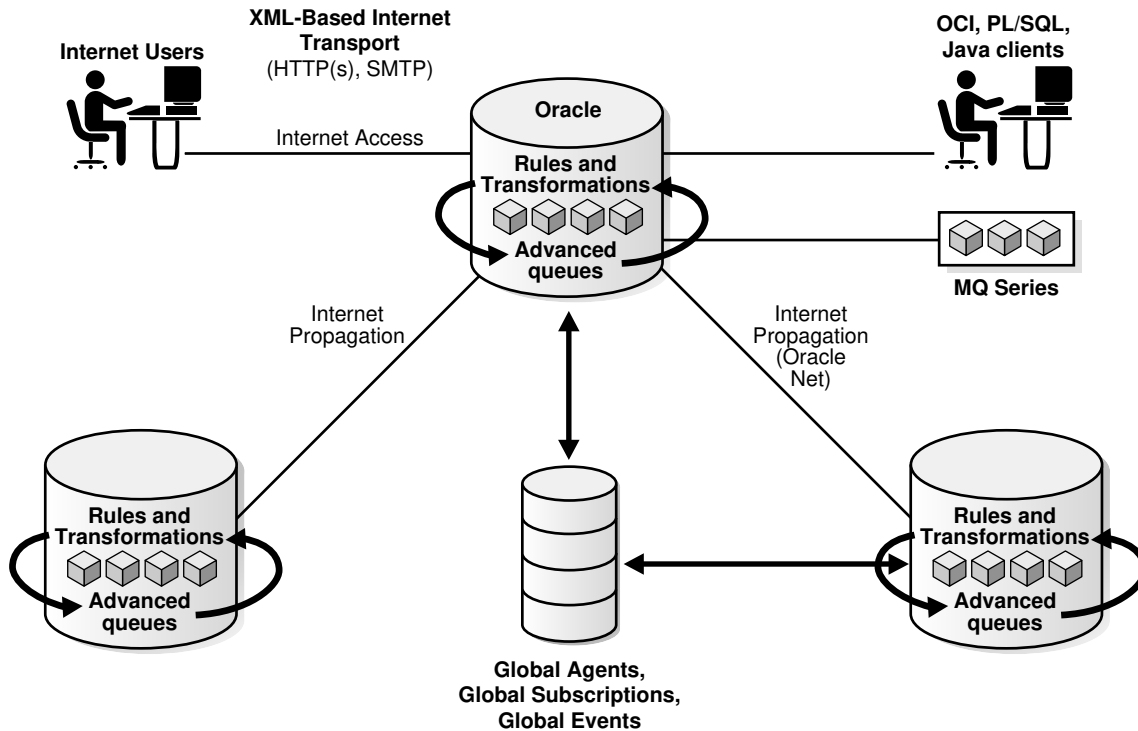 XML-Based Internet
Transport
(HTTP(s), SMTP)
Internet Users
OCI, PL/SQL,
Java clients
Oracle
Internet Access
Rules and
Transformations
Advanced
queues
MQ Series
Internet
Propagation
Internet
Propagation
(Oracle
Net)
Rules and
Transformations
Advanced
queues
Rules and
Transformations
Advanced
queues
Global Agents,
Global Subscriptions,
Global Events